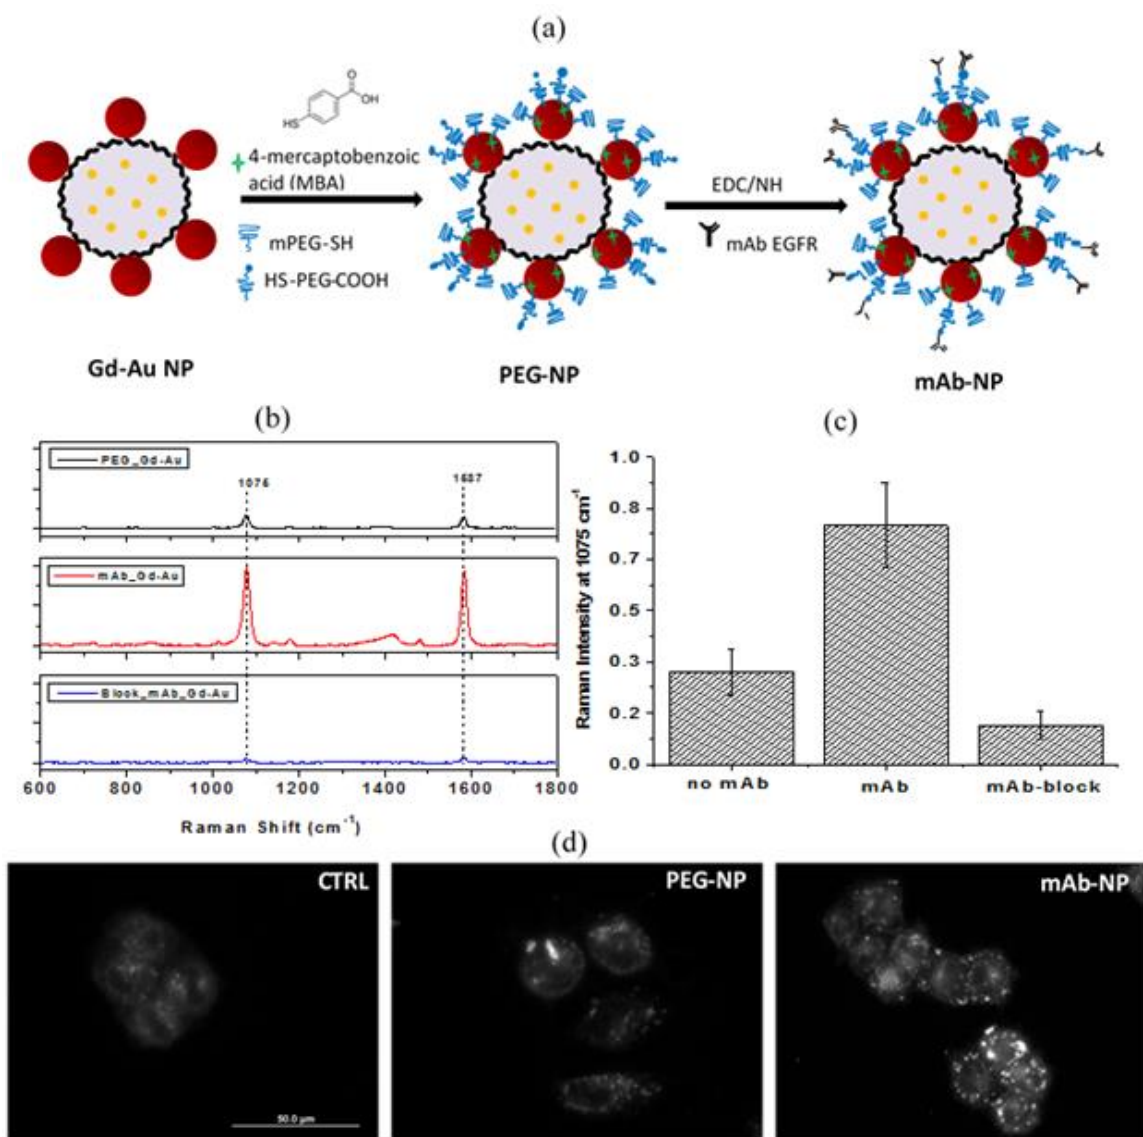 (a)
O
OH
HS
4-mercaptobenzoic
acid (MBA)
mPEG-SH
HS-PEG-COOH
EDC/NH
mAb EGFR
Gd-Au NP
PEG-NP
mAb-NP
(b)
PEG_Gd-Au
1075
1587
mAb_Gd-Au
Block_mAb_Gd-Au
600 800 1000 1200 1400 1600 1800
Raman Shift (cm-1)
(c)
Raman Intensity at 1075 cm-1
1.0
0.8
0.7
0.5
0.3
0.2
0.0
no mAb mAb mAb-block
(d)
CTRL
50.0 µm
PEG-NP
mAb-NP